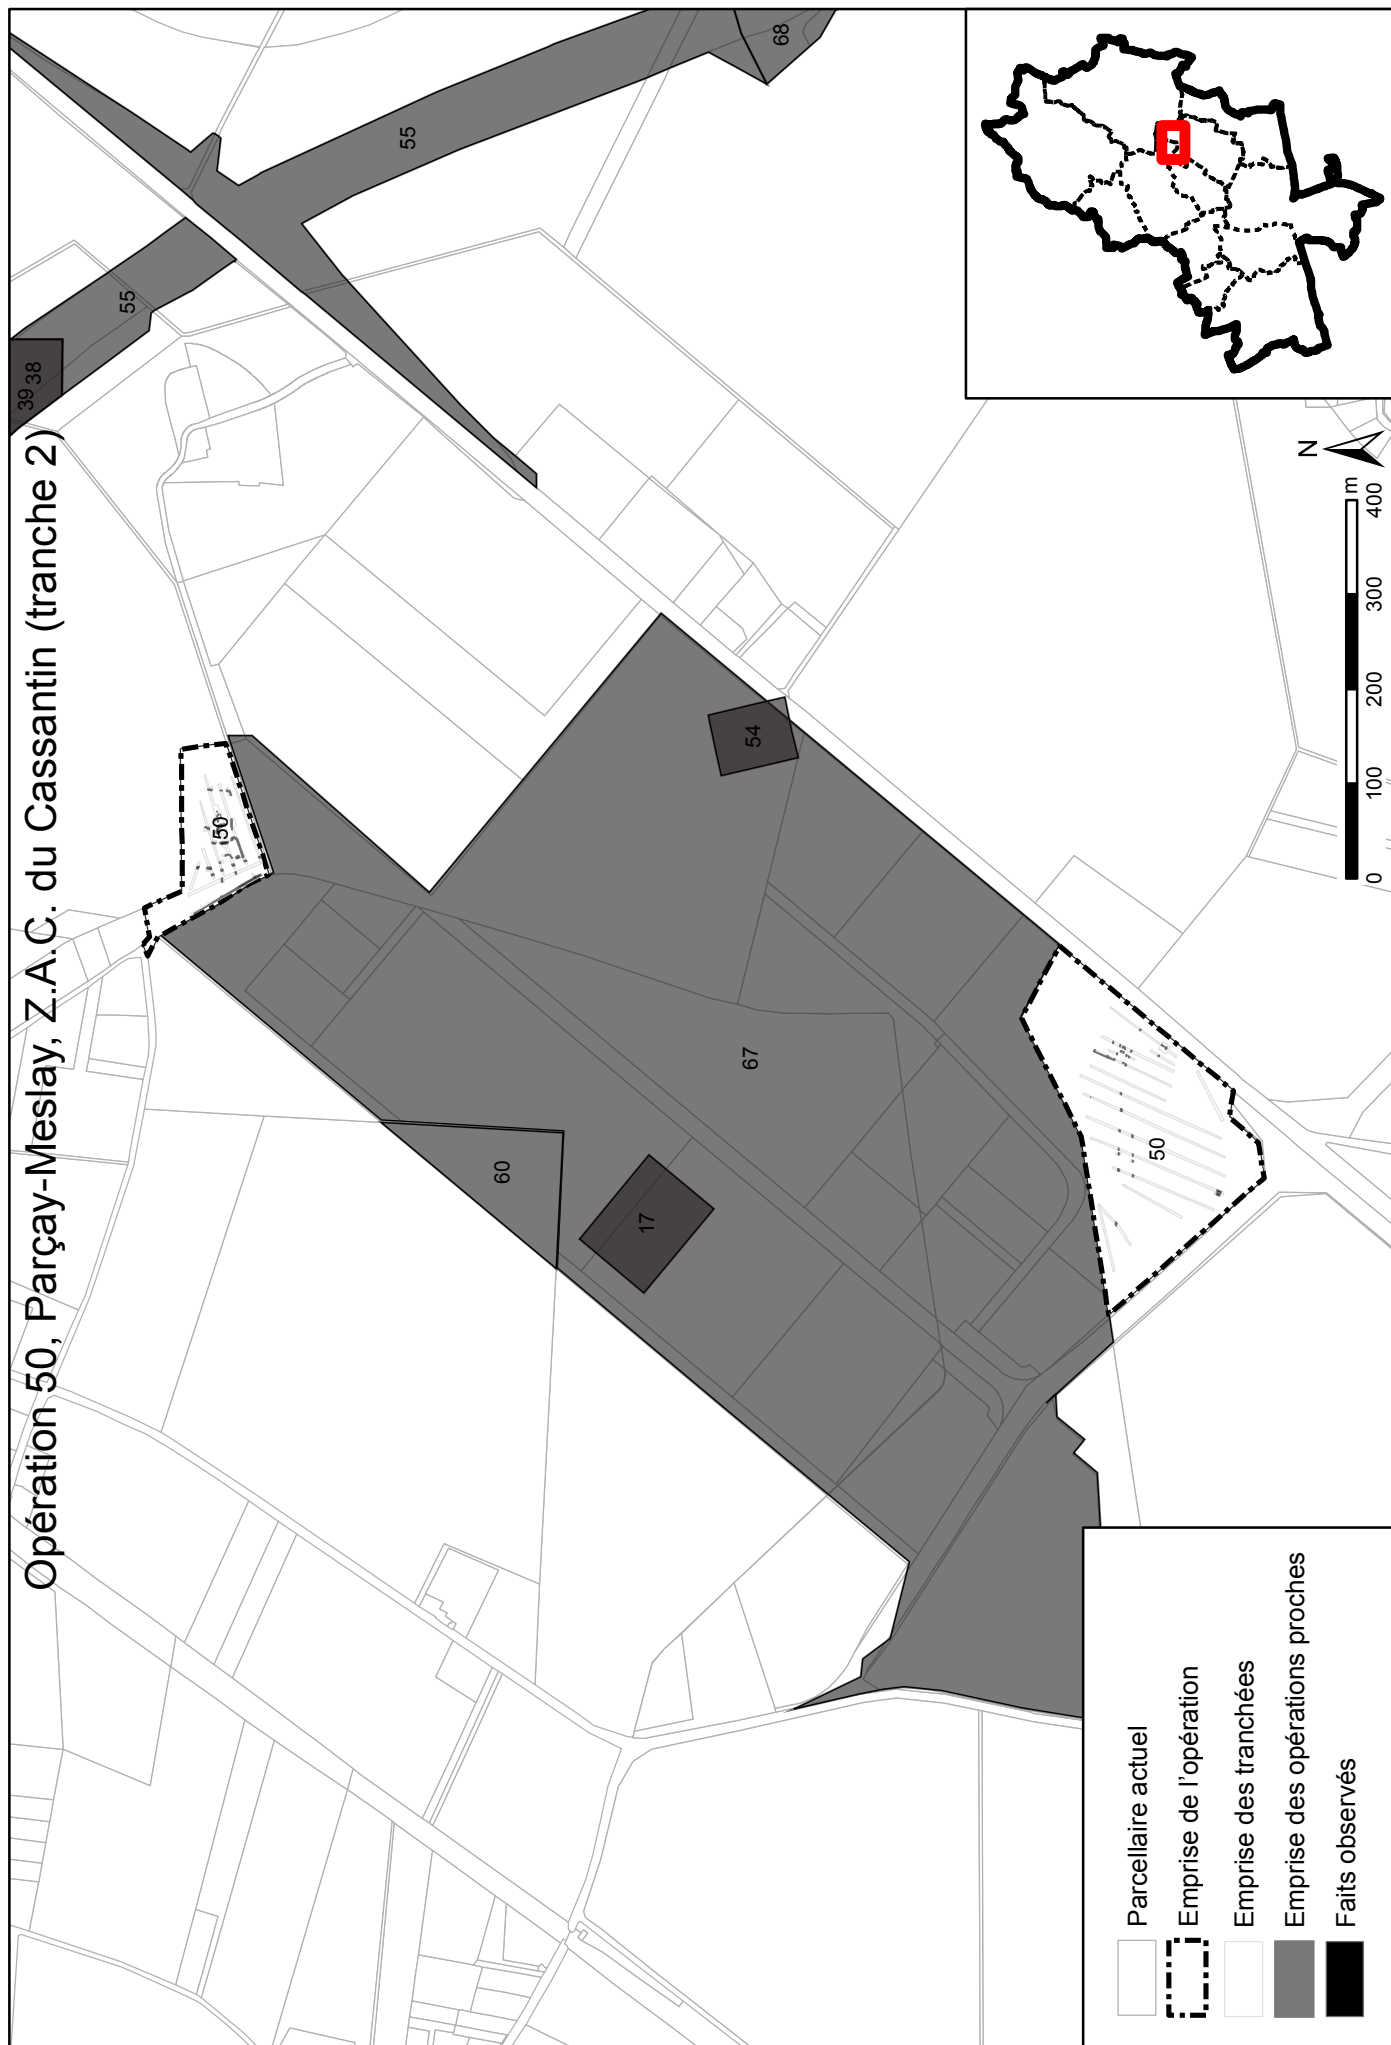 Opération 50, Parçay-Meslay, Z.A.C. du Cassantin (tranche 2)
39
38
55
55
68
50
54
60
17
67
50
N
0 100 200 300 400
m
Parcellaire actuel
Emprise de l'opération
Emprise des tranchées
Emprise des opérations proches
Faits observés